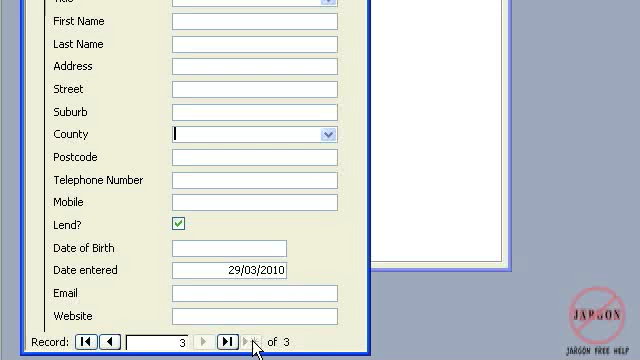 Title
First Name
Last Name
Address
Street
Suburb
County
Postcode
Telephone Number
Mobile
Lend?
Date of Birth
Date entered 29/03/2010
Email
Website
Record: 3 of 3
JARGON
JARGON FREE HELP